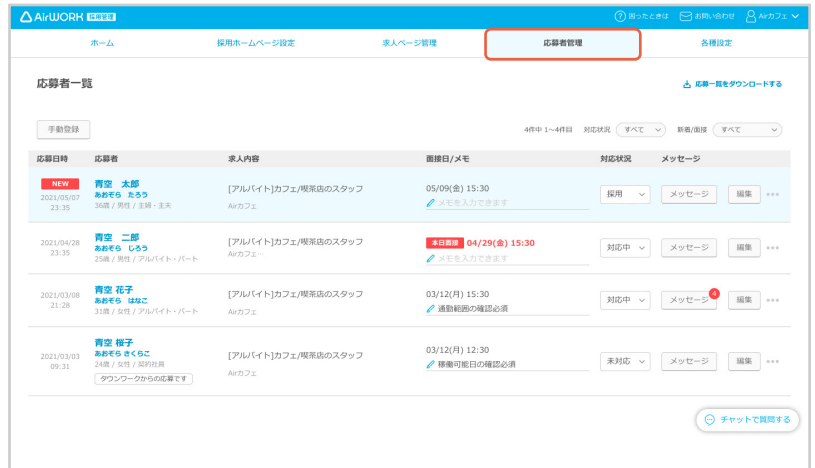 AirWORK 採用管理 困ったときは お問い合わせ Airカフェ
ホーム 採用ホームページ設定 求人ページ管理 応募者管理 各種設定
応募者一覧 応募一覧をダウンロードする
手動登録 4件中 1～4件目 対応状況 すべて 新着/面接 すべて
応募日時 応募者 求人内容 面接日/メモ 対応状況 メッセージ
NEW 青空 太郎
2021/05/07 あおぞら たろう [アルバイト]カフェ/喫茶店のスタッフ 05/09(金) 15:30 採用 メッセージ 編集
23:35 36歳 / 男性 / 主婦・主夫 Airカフェ メモを入力できます
青空 二郎
2021/04/28 あおぞら じろう [アルバイト]カフェ/喫茶店のスタッフ 本日面接 04/29(金) 15:30 対応中 メッセージ 編集
23:35 25歳 / 男性 / アルバイト・パート Airカフェ メモを入力できます
青空 花子
2021/03/08 あおぞら はなこ [アルバイト]カフェ/喫茶店のスタッフ 03/12(月) 15:30 対応中 メッセージ 4 編集
21:28 31歳 / 女性 / アルバイト・パート Airカフェ 通勤範囲の確認必須
青空 桜子
2021/03/03 あおぞら さくらこ [アルバイト]カフェ/喫茶店のスタッフ 03/12(月) 12:30 未対応 メッセージ 編集
09:31 24歳 / 女性 / 契約社員 Airカフェ 稼働可能日の確認必須
タウンワークからの応募です
チャットで質問する